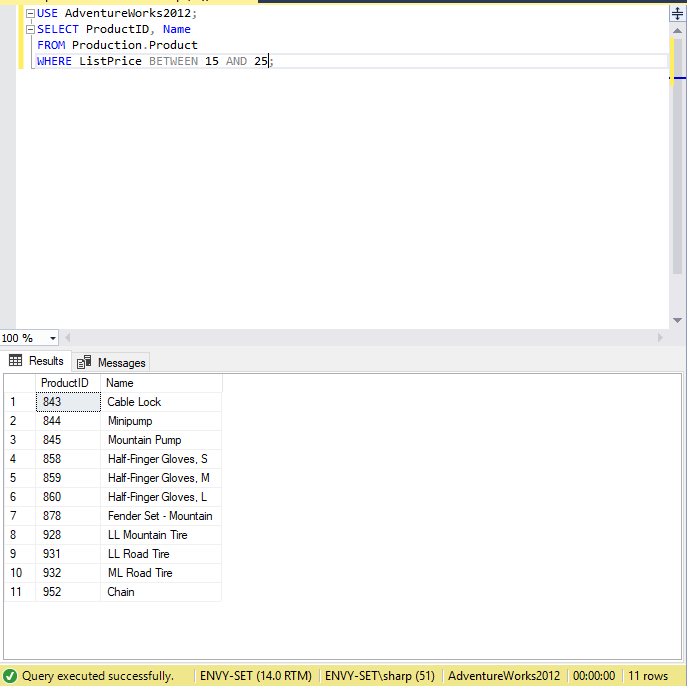 USE AdventureWorks2012;
SELECT ProductID, Name
FROM Production.Product
WHERE ListPrice BETWEEN 15 AND 25;
100 %
Results Messages
ProductID Name
1 843 Cable Lock
2 844 Minipump
3 845 Mountain Pump
4 858 Half-Finger Gloves, S
5 859 Half-Finger Gloves, M
6 860 Half-Finger Gloves, L
7 878 Fender Set - Mountain
8 928 LL Mountain Tire
9 931 LL Road Tire
10 932 ML Road Tire
11 952 Chain
Query executed successfully. ENVY-SET (14.0 RTM) ENVY-SET\sharp (51) AdventureWorks2012 00:00:00 11 rows